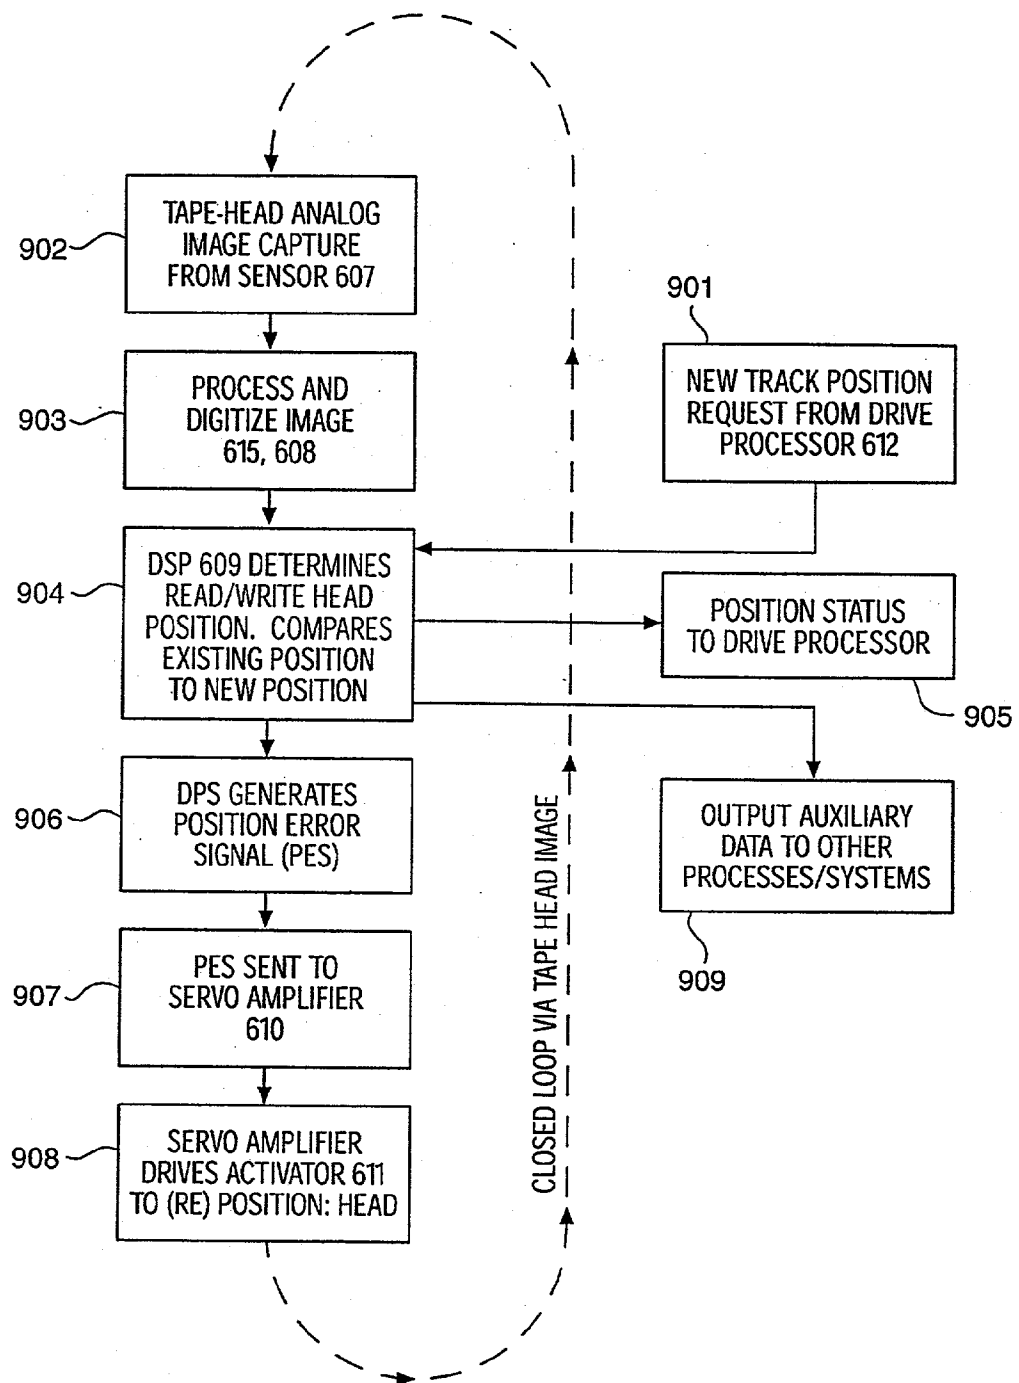 902
TAPE-HEAD ANALOG
IMAGE CAPTURE
FROM SENSOR 607
903
PROCESS AND
DIGITIZE IMAGE
615, 608
901
NEW TRACK POSITION
REQUEST FROM DRIVE
PROCESSOR 612
904
DSP 609 DETERMINES
READ/WRITE HEAD
POSITION. COMPARES
EXISTING POSITION
TO NEW POSITION
POSITION STATUS
TO DRIVE PROCESSOR
905
906
DPS GENERATES
POSITION ERROR
SIGNAL (PES)
OUTPUT AUXILIARY
DATA TO OTHER
PROCESSES/SYSTEMS
909
907
PES SENT TO
SERVO AMPLIFIER
610
908
SERVO AMPLIFIER
DRIVES ACTIVATOR 611
TO (RE) POSITION: HEAD
CLOSED LOOP VIA TAPE HEAD IMAGE